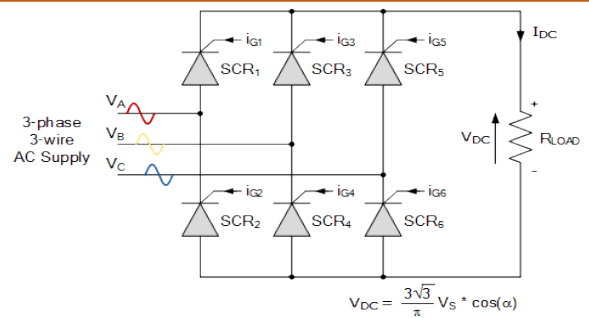 iG1 iG3 iG5 IDC
SCR1 SCR3 SCR5
VA
3-phase
3-wire
AC Supply
VB
VC
+
VDC RLOAD
-
iG2 iG4 iG6
SCR2 SCR4 SCR6
VDC = 3√3/π VS * cos(α)